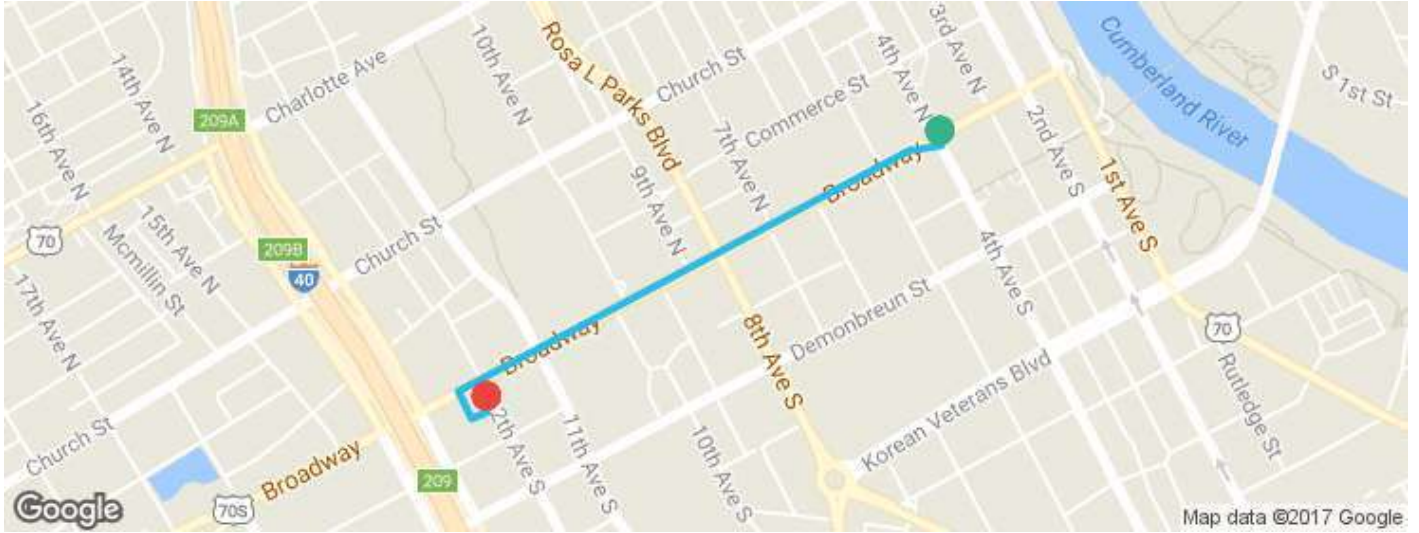 14th Ave N
16th Ave N
209A
Charlotte Ave
10th Ave N
Rosa L Parks Blvd
Church St
Commerce St
4th Ave N
3rd Ave N
Cumberland River
S 1st St
7th Ave N
9th Ave N
2nd Ave S
1st Ave S
Broadway
70
15th Ave N
Mcmillin St
17th Ave N
209B
40
Church St
Broadway
8th Ave S
Demonbreun St
4th Ave S
70
Rutledge St
Korean Veterans Blvd
Church St
Broadway
2th Ave S
11th Ave S
10th Ave S
209
70S
Google
Map data ©2017 Google